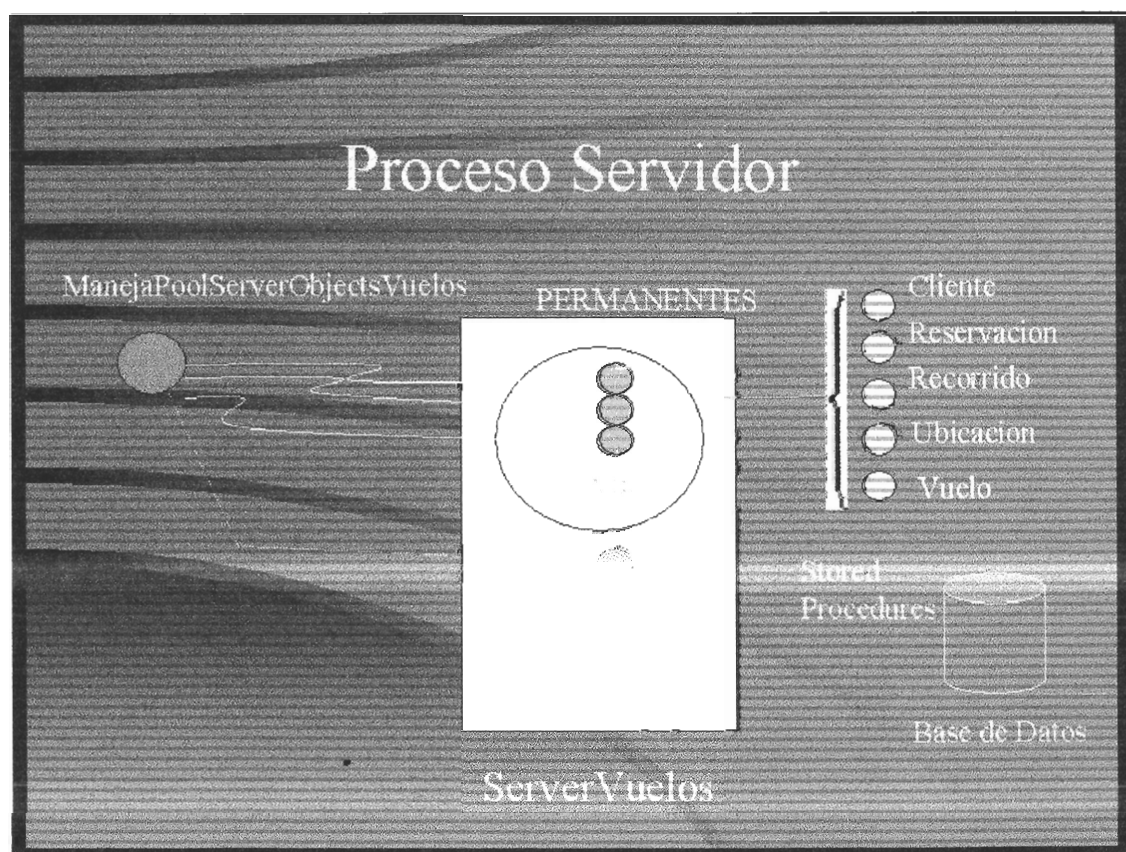 Proceso Servidor
ManejaPoolServerObjectsVuelos
PERMANENTES
Cliente
Reservacion
Recorrido
Ubicacion
Vuelo
Stored
Procedures
Base de Datos
ServerVuelos